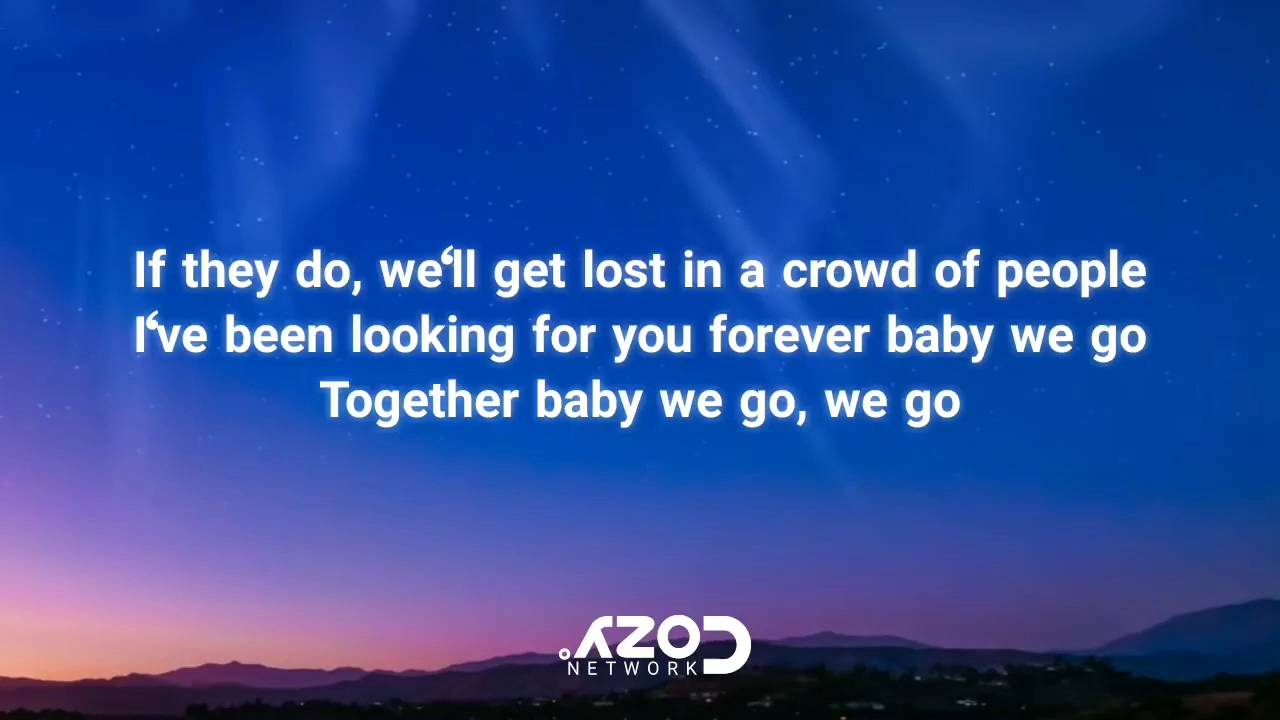 If they do, we‘ll get lost in a crowd of people
I‘ve been looking for you forever baby we go
Together baby we go, we go
COZY
NETWORK